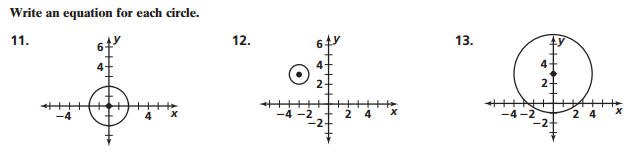 Write an equation for each circle.
11. 12. 13.
y y y
6 6
4 4 4
2 2
−4 4 x −4 −2 2 4 x −4 −2 2 4 x
−2 −2